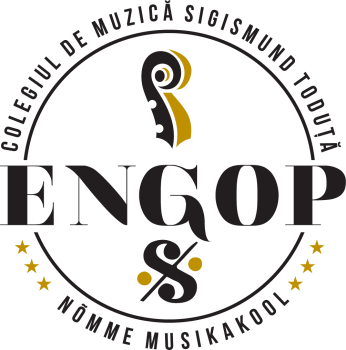 COLEGIUL DE MUZICĂ SIGISMUND TODUȚĂ
ENGOP
NÕMME MUSIKAKOOL